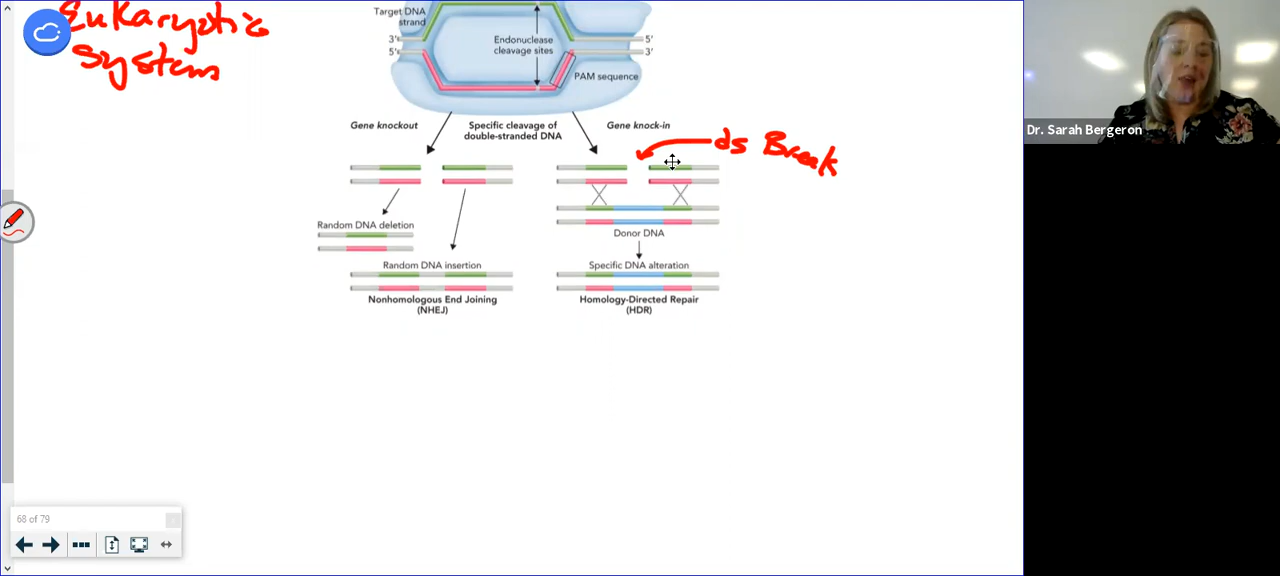 Eukaryotic
System
Target DNA
strand
3'
5'
5'
3'
Endonuclease
cleavage sites
PAM sequence
Gene knockout
Specific cleavage of
double-stranded DNA
Gene knock-in
ds Break
Random DNA deletion
Donor DNA
Random DNA insertion
Specific DNA alteration
Nonhomologous End Joining
(NHEJ)
Homology-Directed Repair
(HDR)
68 of 79
Dr. Sarah Bergeron